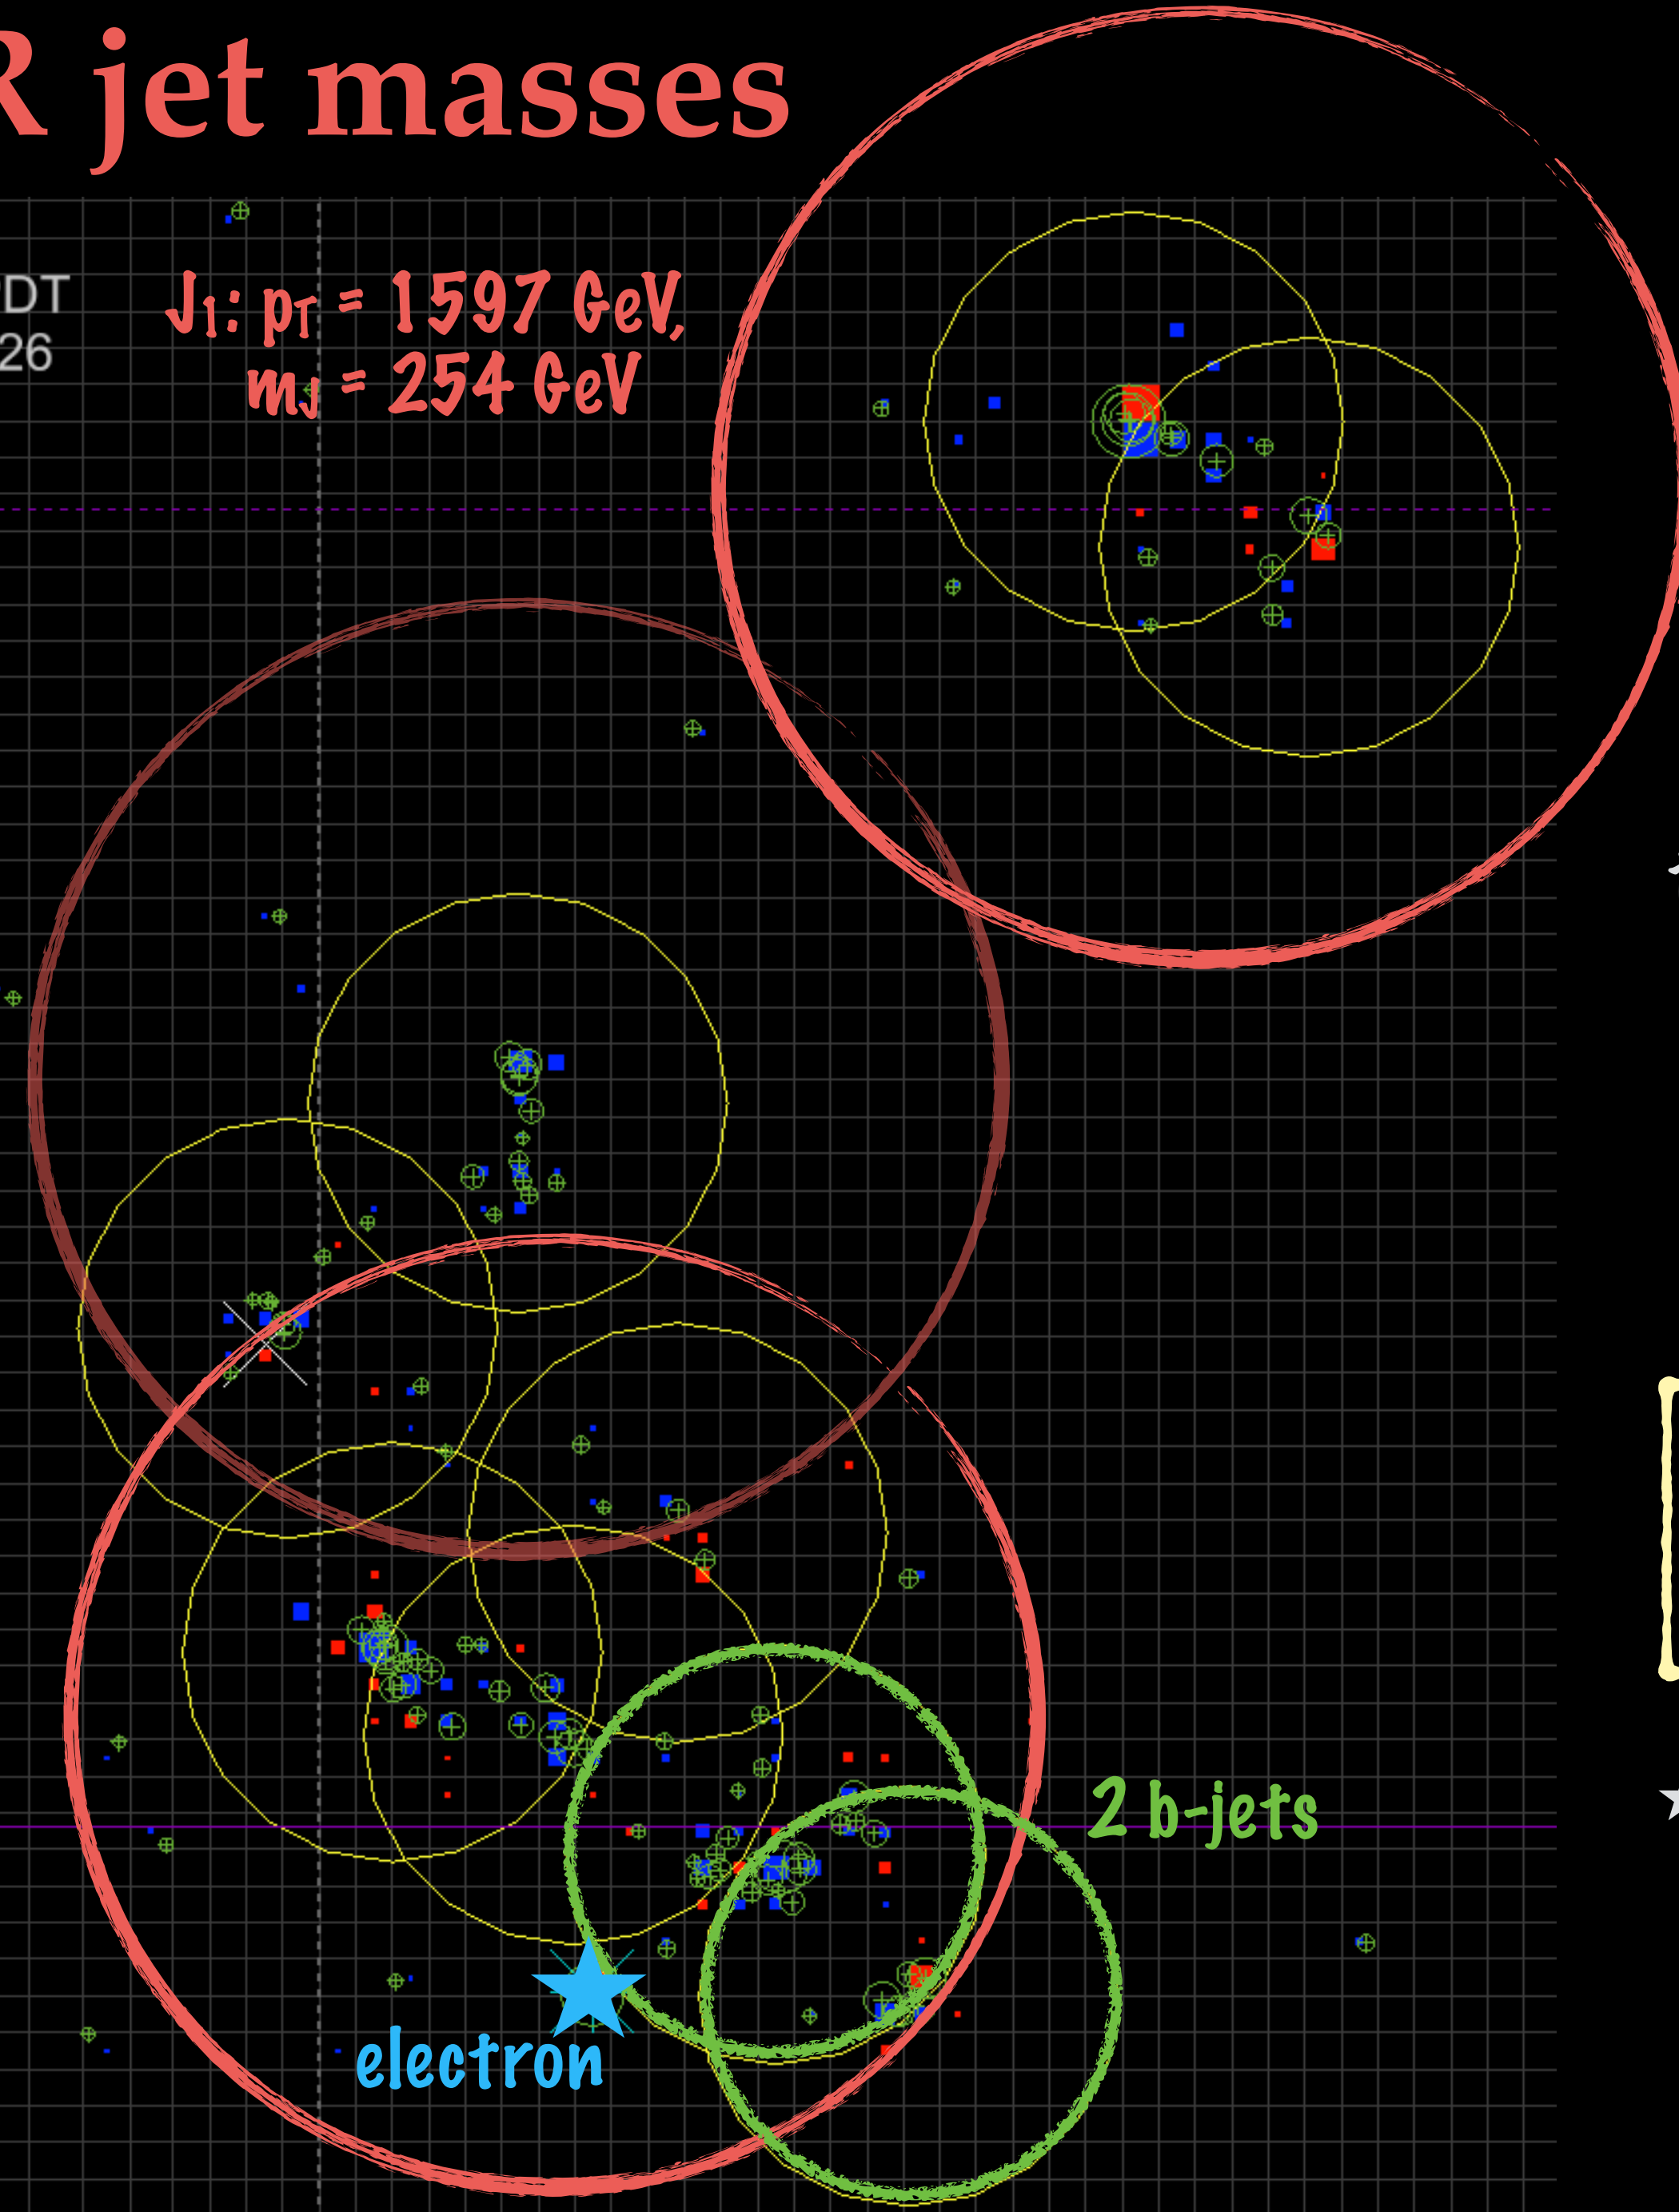 R jet masses
DT
26
J1: pT = 1597 GeV,
mJ = 254 GeV
2 b-jets
electron